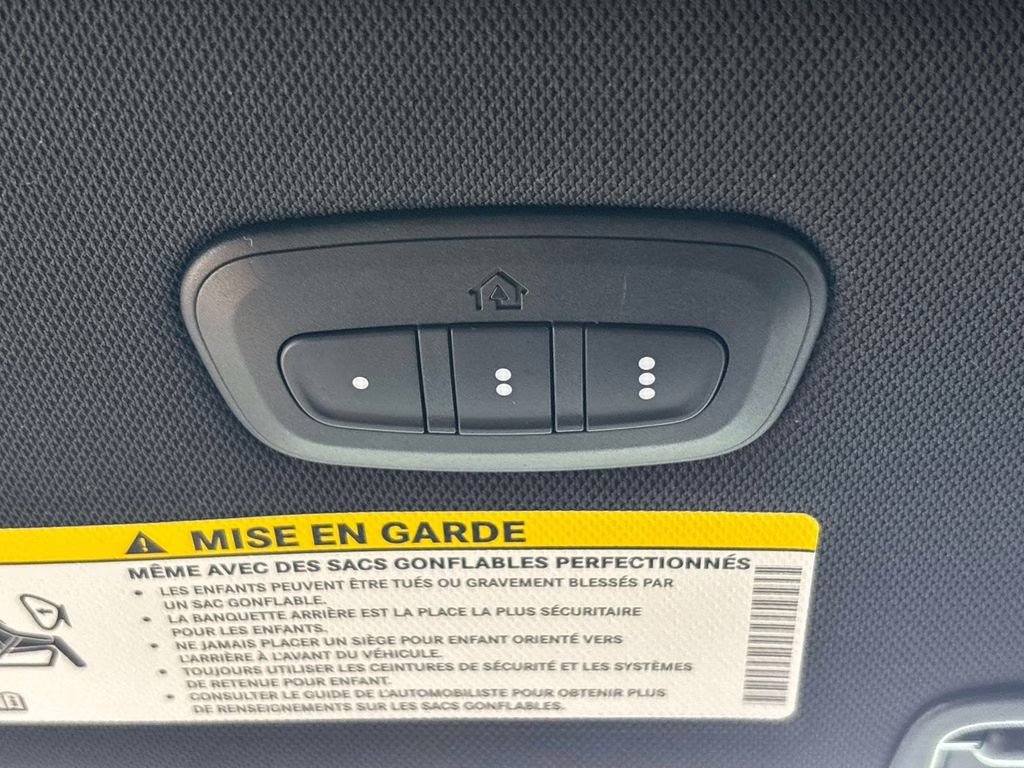 MISE EN GARDE
MÊME AVEC DES SACS GONFLABLES PERFECTIONNÉS
• LES ENFANTS PEUVENT ÊTRE TUÉS OU GRAVEMENT BLESSÉS PAR
UN SAC GONFLABLE.
• LA BANQUETTE ARRIÈRE EST LA PLACE LA PLUS SÉCURITAIRE
POUR LES ENFANTS.
• NE JAMAIS PLACER UN SIÈGE POUR ENFANT ORIENTÉ VERS
L'ARRIÈRE À L'AVANT DU VÉHICULE.
• TOUJOURS UTILISER LES CEINTURES DE SÉCURITÉ ET LES SYSTÈMES
DE RETENUE POUR ENFANT.
• CONSULTER LE GUIDE DE L'AUTOMOBILISTE POUR OBTENIR PLUS
DE RENSEIGNEMENTS SUR LES SACS GONFLABLES.